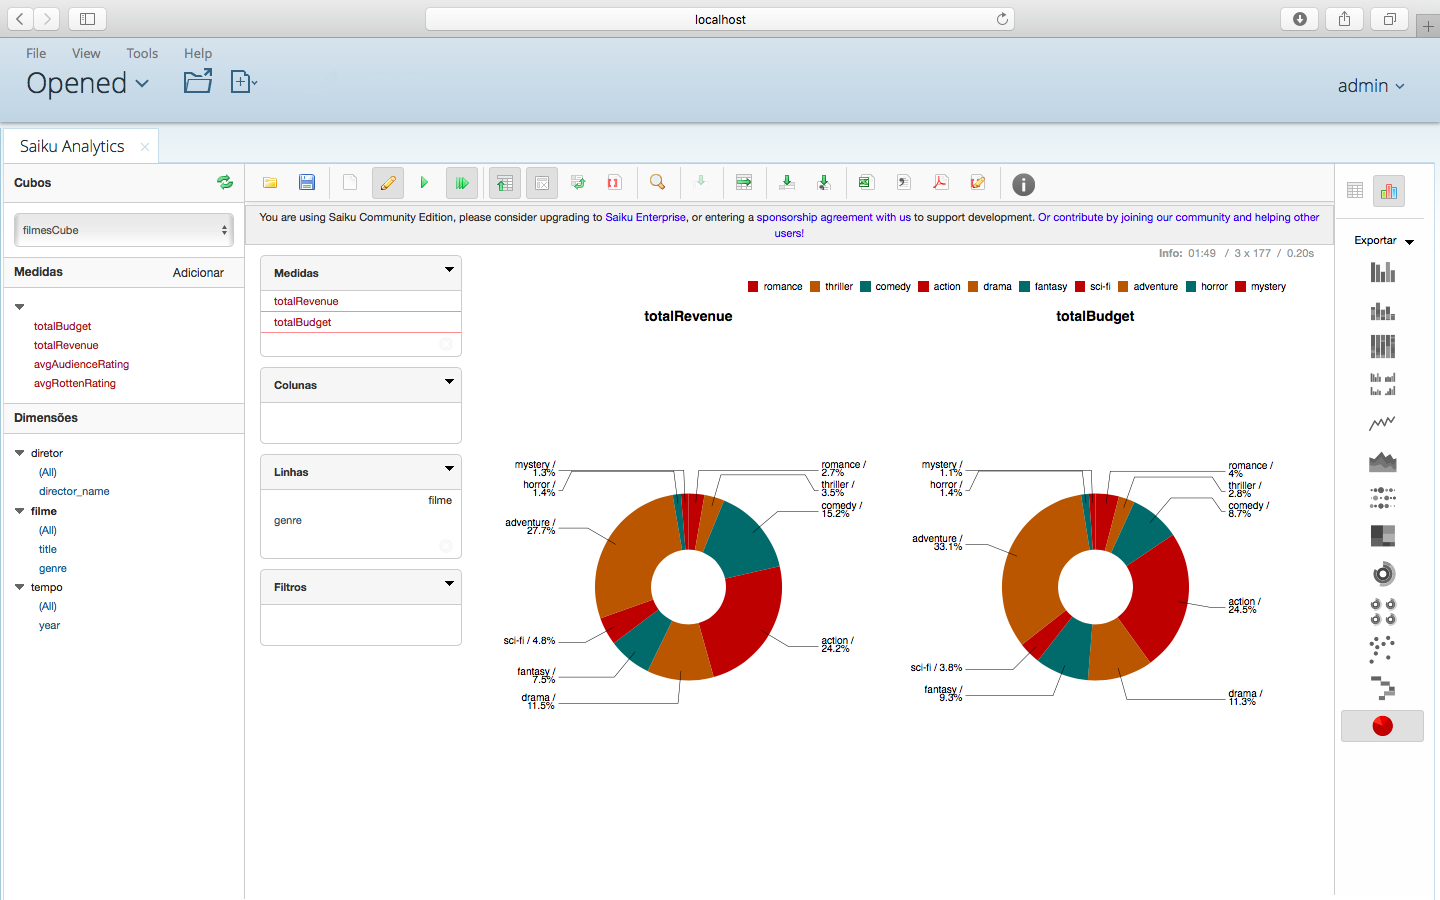 localhost
File View Tools Help
Opened
admin
Saiku Analytics
Cubos
filmesCube
Medidas Adicionar
totalBudget
totalRevenue
avgAudienceRating
avgRottenRating
Dimensões
diretor
(All)
director_name
filme
(All)
title
genre
tempo
(All)
year
You are using Saiku Community Edition, please consider upgrading to Saiku Enterprise, or entering a sponsorship agreement with us to support development. Or contribute by joining our community and helping other
users!
Info: 01:49 / 3 x 177 / 0.20s
Medidas
totalRevenue
totalBudget
Colunas
Linhas
filme
genre
Filtros
romance thriller comedy action drama fantasy sci-fi adventure horror mystery
totalRevenue
mystery /
1.3%
horror /
1.4%
adventure /
27.7%
sci-fi / 4.8%
fantasy /
7.5%
drama /
11.5%
romance /
2.7%
thriller /
3.5%
comedy /
15.2%
action /
24.2%
totalBudget
mystery /
1.1%
horror /
1.4%
adventure /
33.1%
sci-fi / 3.8%
fantasy /
9.3%
romance /
4%
thriller /
2.8%
comedy /
8.7%
action /
24.5%
drama /
11.3%
Exportar